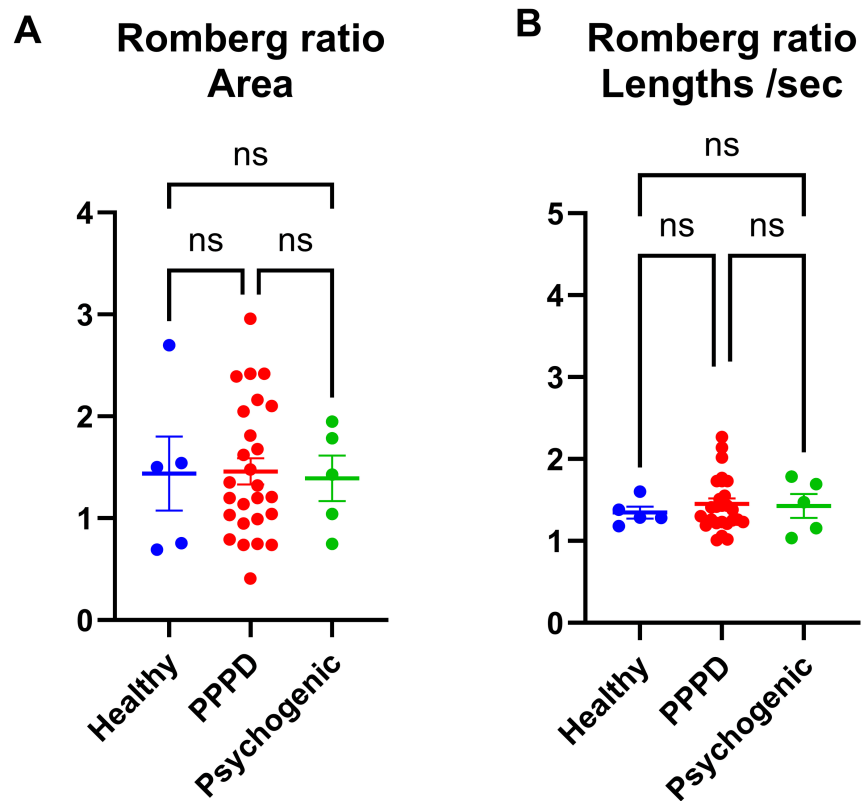 A
Romberg ratio
Area
ns
ns
ns
4
3
2
1
0
Healthy
PPPD
Psychogenic
B
Romberg ratio
Lengths /sec
ns
ns
ns
5
4
3
2
1
0
Healthy
PPPD
Psychogenic